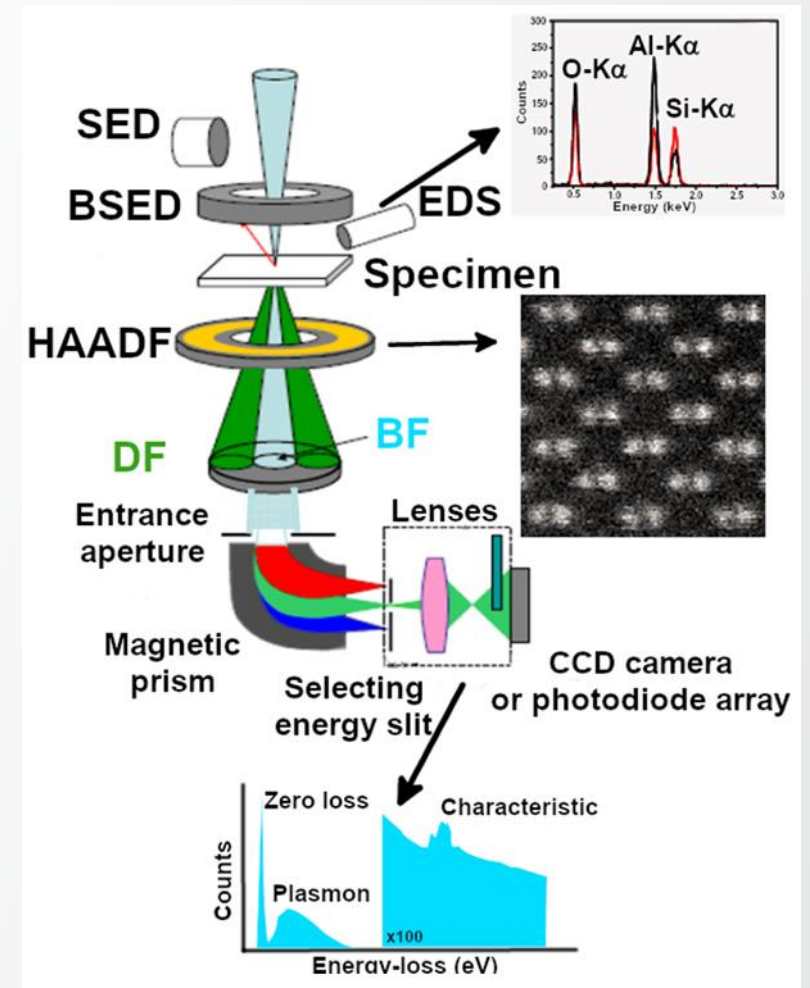 SED
BSED
EDS
Specimen
HAADF
DF
BF
Entrance
aperture
Lenses
Magnetic
prism
Selecting
energy slit
CCD camera
or photodiode array
300
250
200
150
100
50
0
Counts
O-Kα
Al-Kα
Si-Kα
0.5 1.0 1.5 2.0 2.5 3.0
Energy (keV)
Zero loss
Characteristic
Plasmon
Counts
x100
Energy-loss (eV)